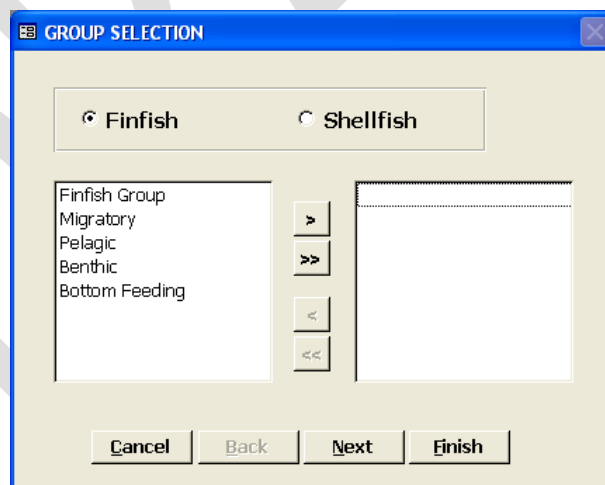 GROUP SELECTION
Finfish Shellfish
Finfish Group
Migratory
Pelagic
Benthic
Bottom Feeding
>
>>
<
<<
Cancel Back Next Finish